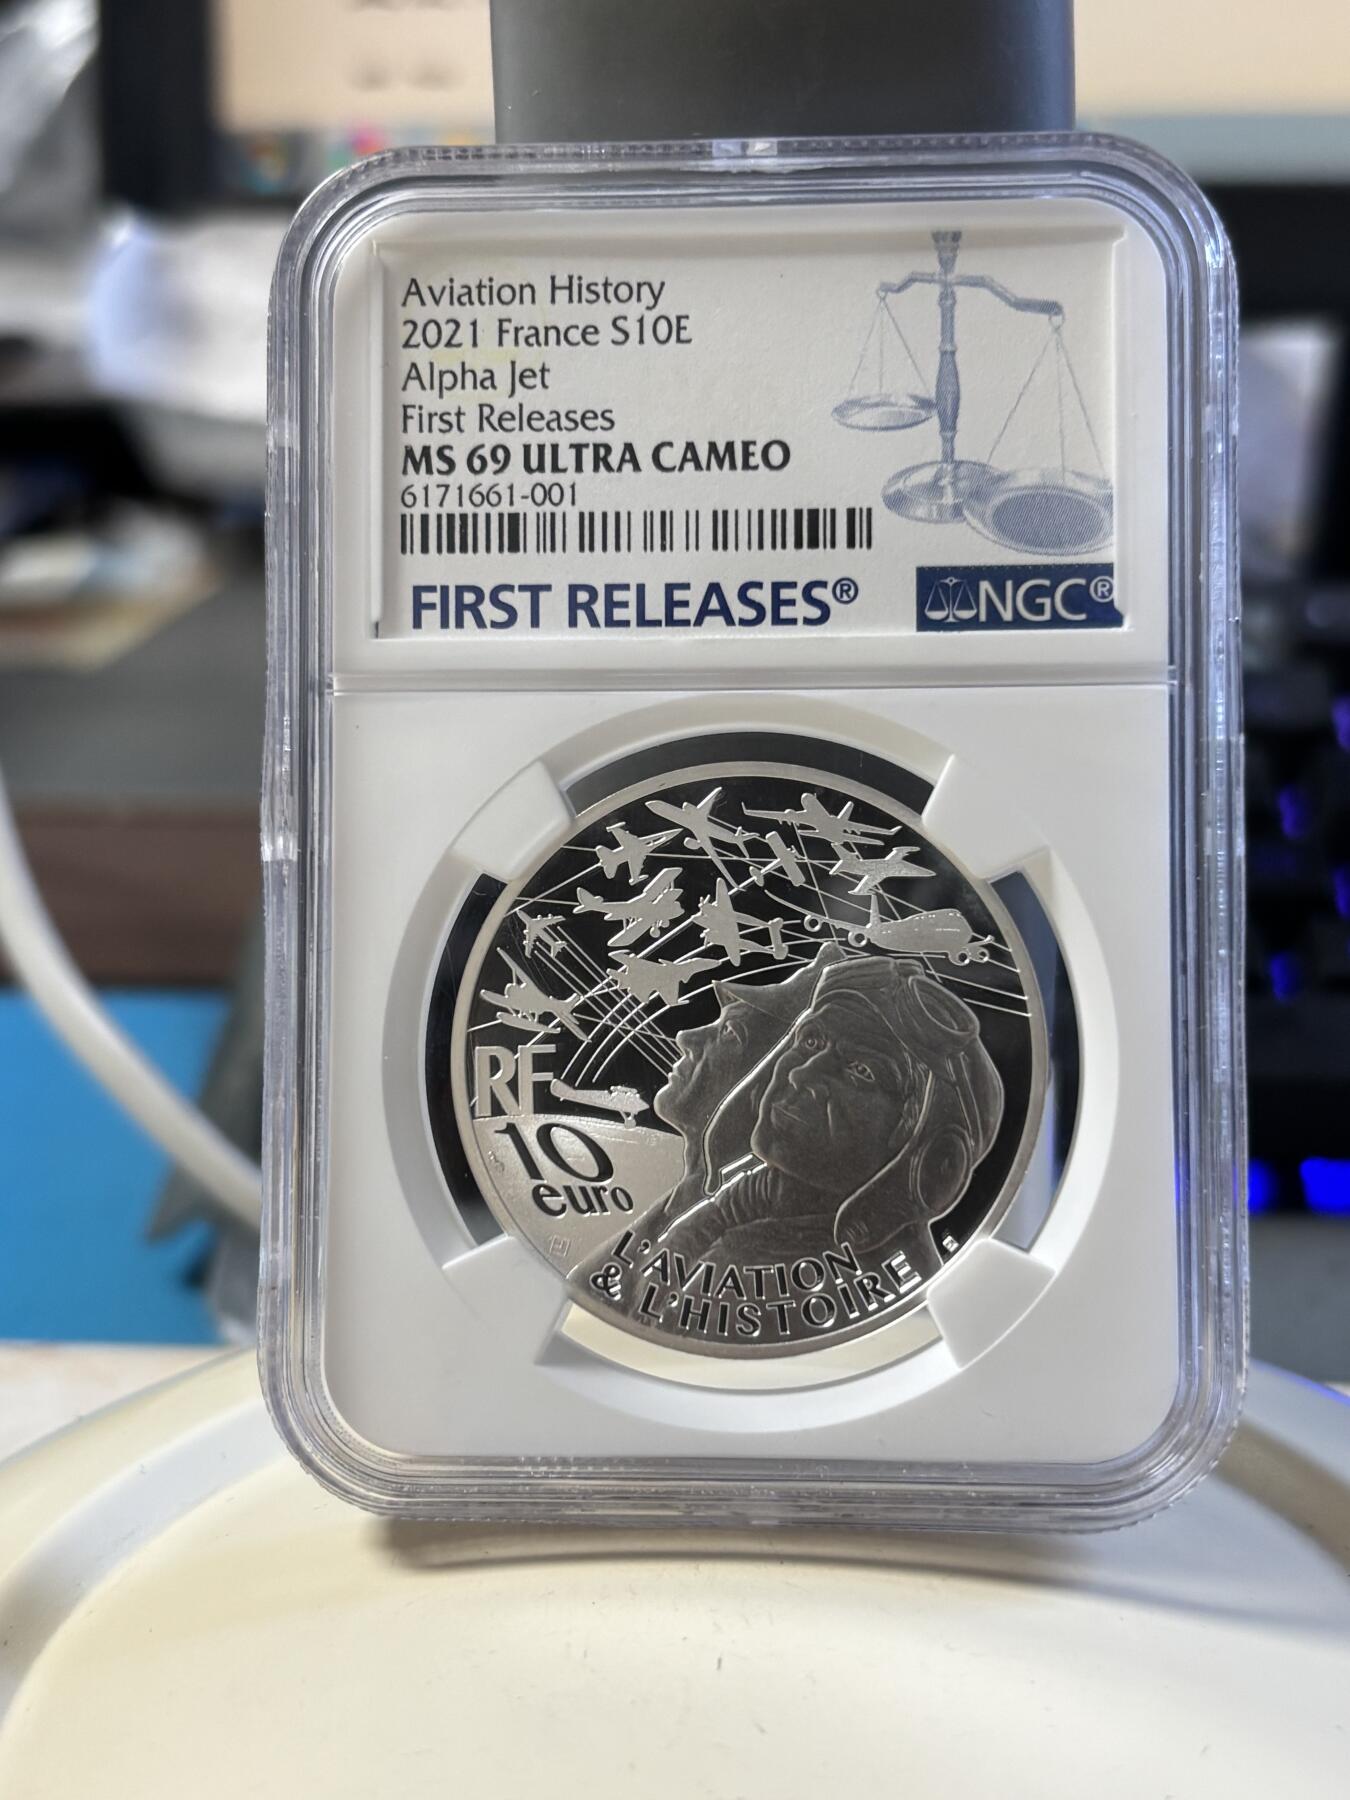 Aviation History
2021 France S10E
Alpha Jet
First Releases
MS 69 ULTRA CAMEO
6171661-001
FIRST RELEASES®
NGC®
RF
10
euro
L'AVIATION
& L'HISTOIRE